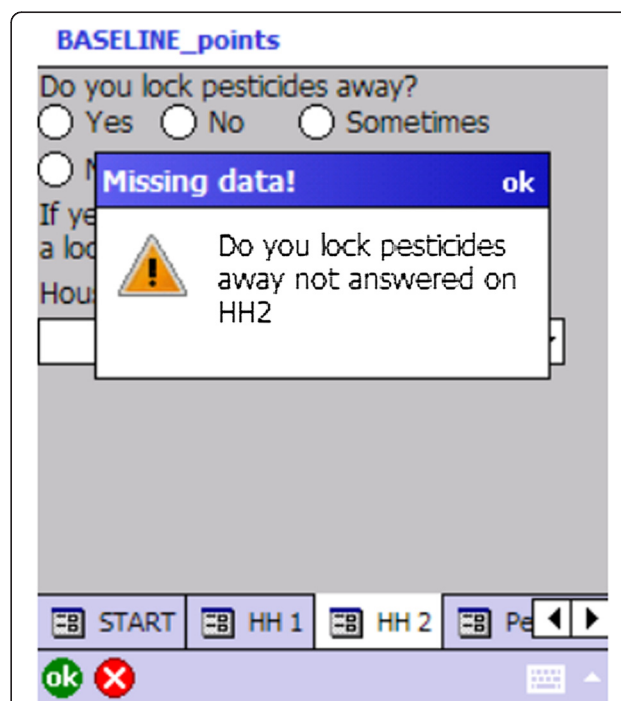 BASELINE_points
Do you lock pesticides away?
Yes No Sometimes
Missing data! ok
If ye
a loc
Do you lock pesticides
away not answered on
HH2
START HH 1 HH 2 Pe
ok